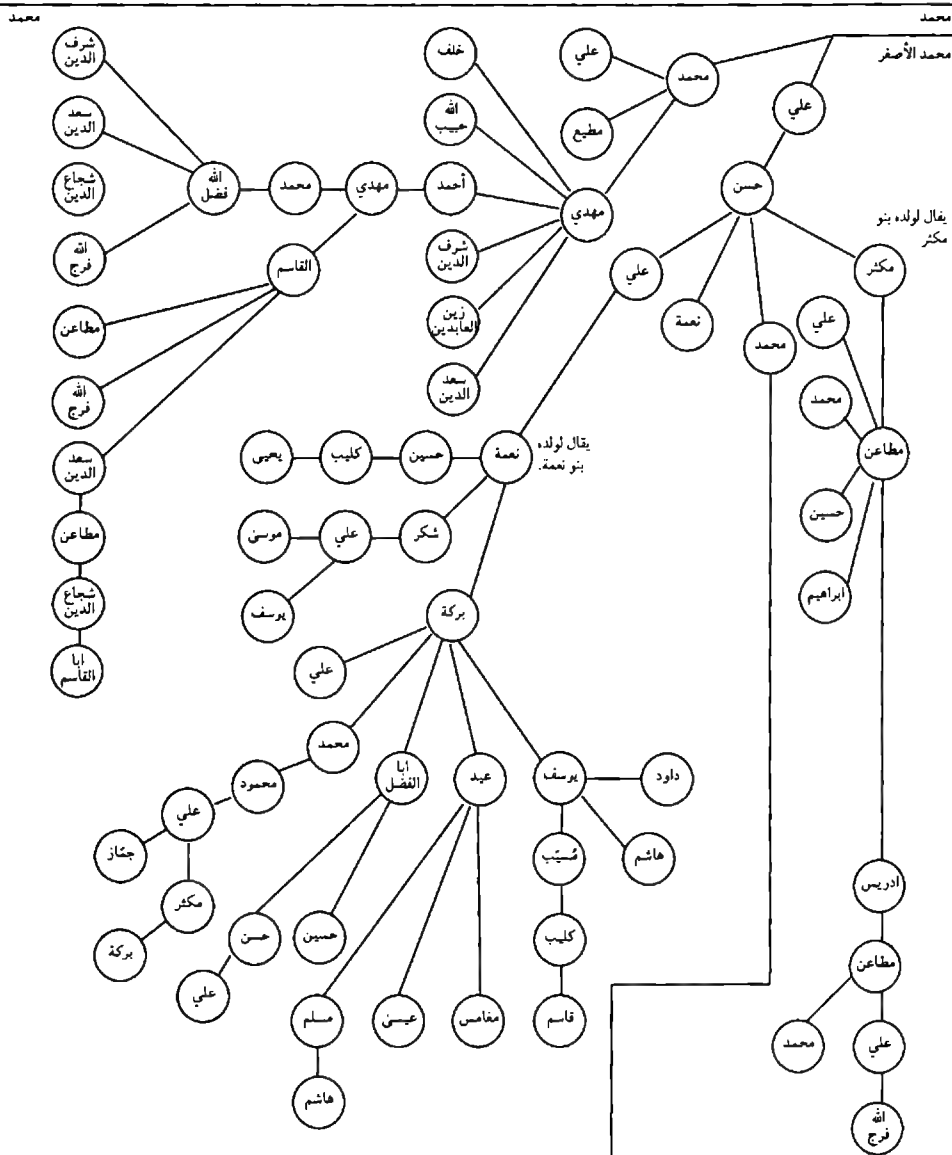 محمد
محمد
محمد الأصغر
شرف
الدين
خلف
علي
محمد
علي
سعد
الدين
الله
حبيب
مطيع
شجاع
الدين
الله
فضل
محمد
مهدي
أحمد
مهدي
حسن
يقال لولده بنو
مكثر
الله
فرج
القاسم
شرف
الدين
علي
مكثر
مطاعن
زين
العابدين
نعمة
محمد
علي
الله
فرج
سعد
الدين
محمد
سعد
الدين
يحيى
كليب
حسين
نعمة
يقال لولده
بنو نعمة.
مطاعن
مطاعن
موسى
علي
شكر
حسين
شجاع
الدين
يوسف
بركة
ابراهيم
ابا
القاسم
علي
محمد
محمود
ابا
الفضل
عيد
يوسف
داود
علي
جمّاز
مُسيّب
هاشم
مكثر
ادريس
بركة
حسن
حسين
كليب
مطاعن
علي
مسلم
عيسى
مغامس
قاسم
محمد
علي
هاشم
الله
فرج